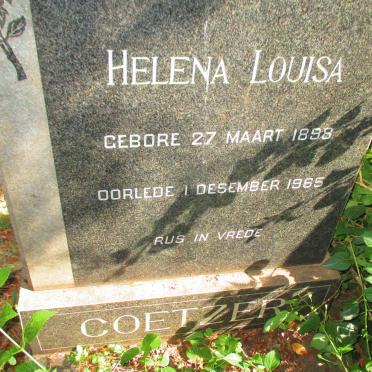 HELENA LOUISA
GEBORE 27 MAART 1898
OORLEDE 1 DESEMBER 1965
RUS IN VREDE
COETZER